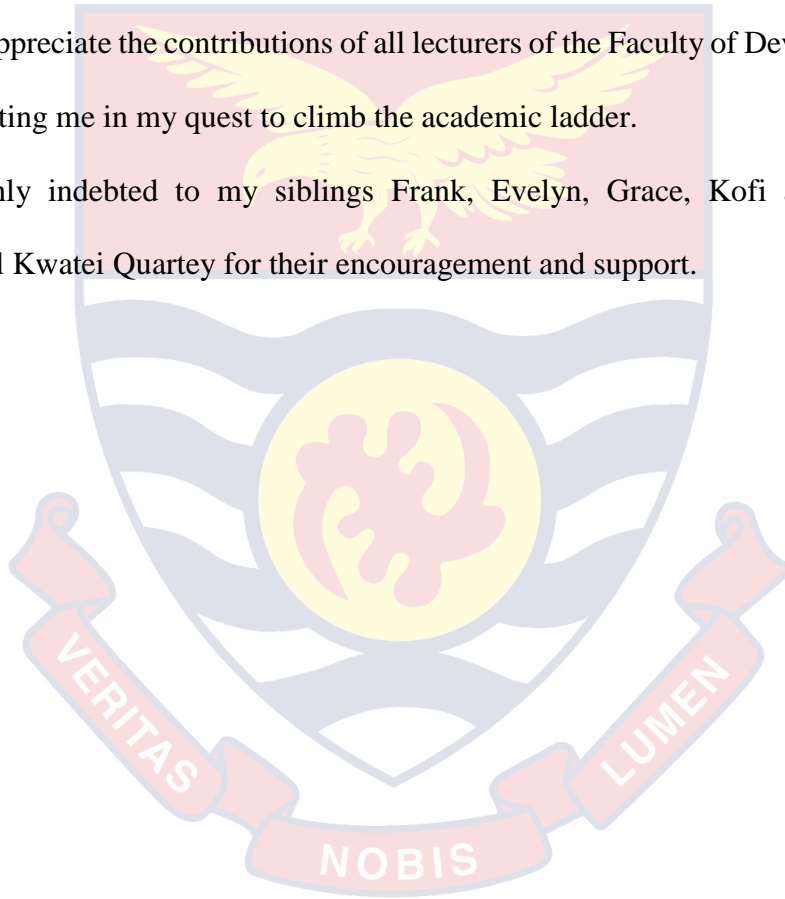 ppreciate the contributions of all lecturers of the Faculty of Dev
ting me in my quest to climb the academic ladder.
nly indebted to my siblings Frank, Evelyn, Grace, Kofi
l Kwatei Quartey for their encouragement and support.
VERITAS
NOBIS
LUMEN